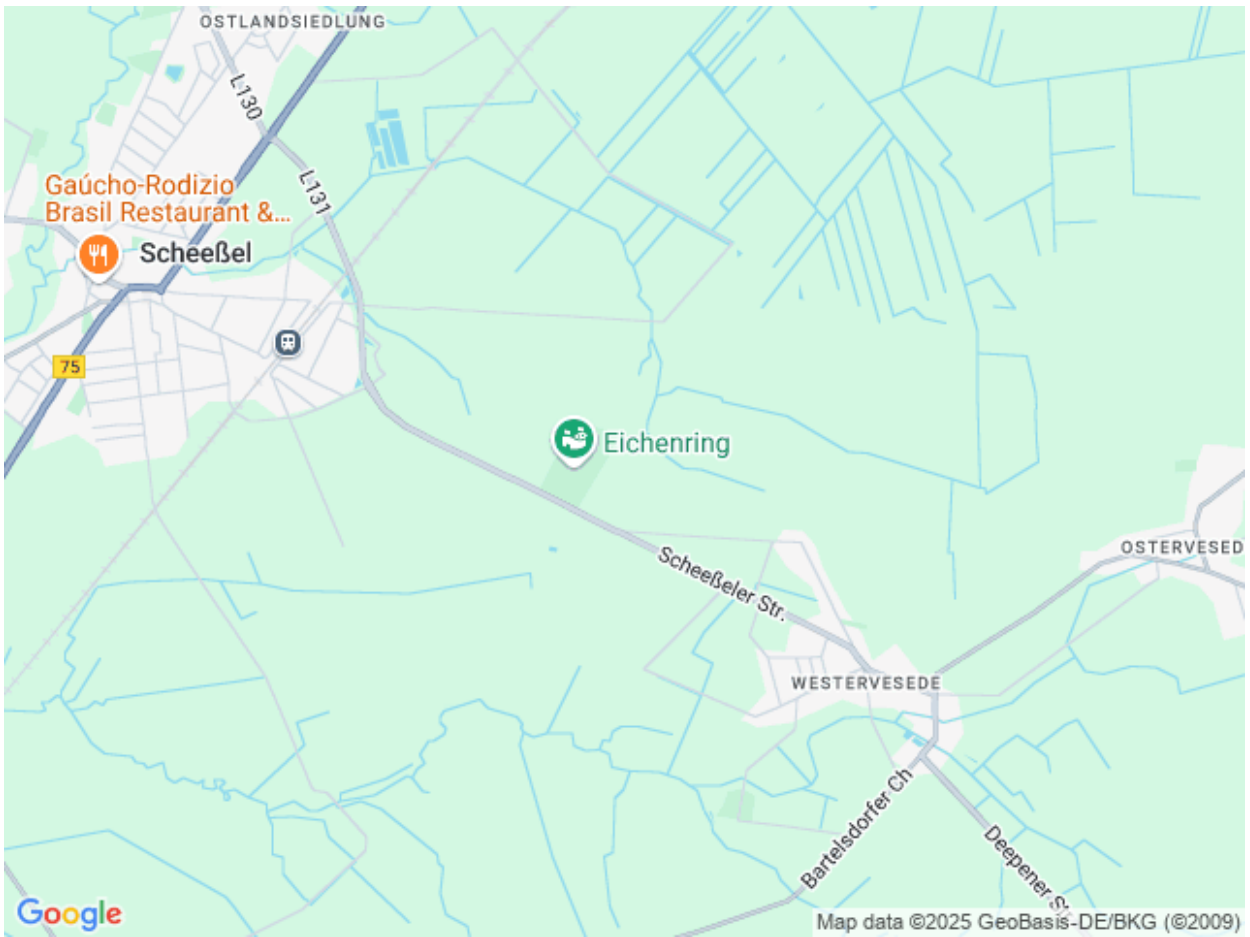 OSTLANDSIEDLUNG
L130
L131
Gaúcho-Rodizio
Brasil Restaurant &...
Scheeßel
75
Eichenring
OSTERVESED
Scheeßeler Str.
WESTERVESEDE
Bartelsdorfer Ch
Deepener Str
Google
Map data ©2025 GeoBasis-DE/BKG (©2009)